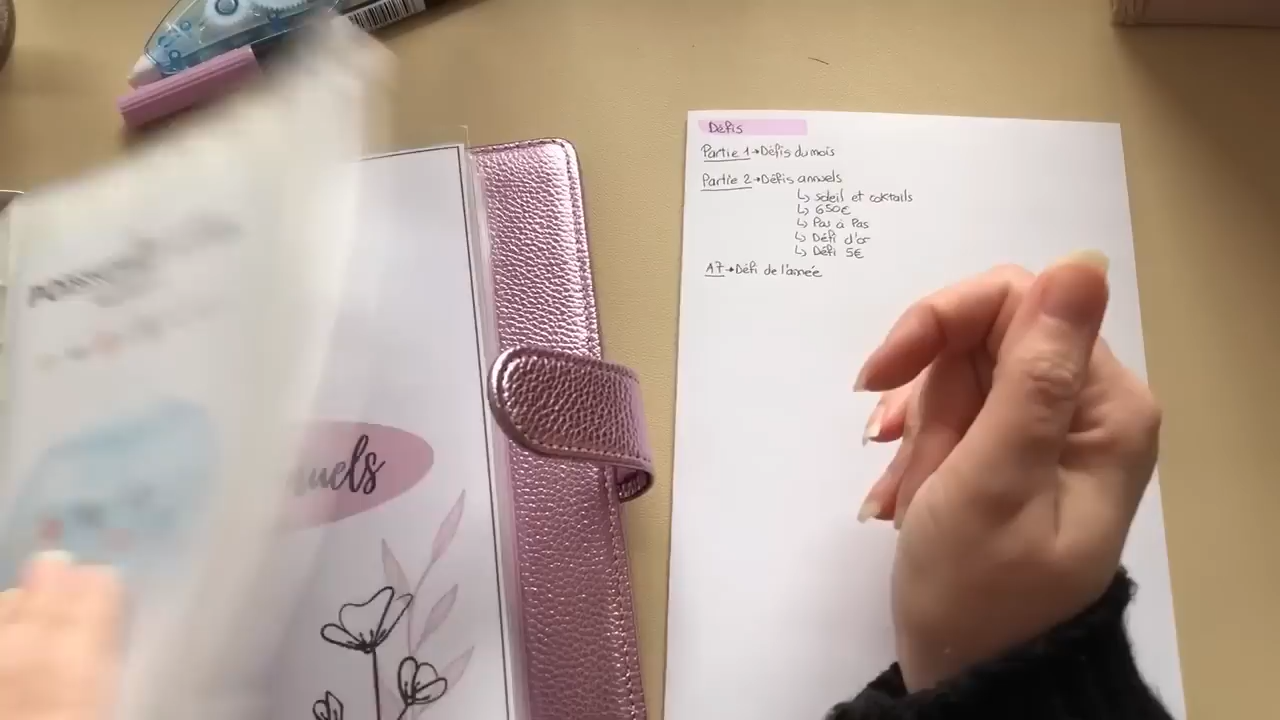 Défis
Partie 1→Défis du mois
Partie 2→Défis annuels
↳ soleil et coktails
↳ 650€
↳ Pas à Pas
↳ Défi d'or
↳ Défi 5€
A7→Défi de l'année
nuels